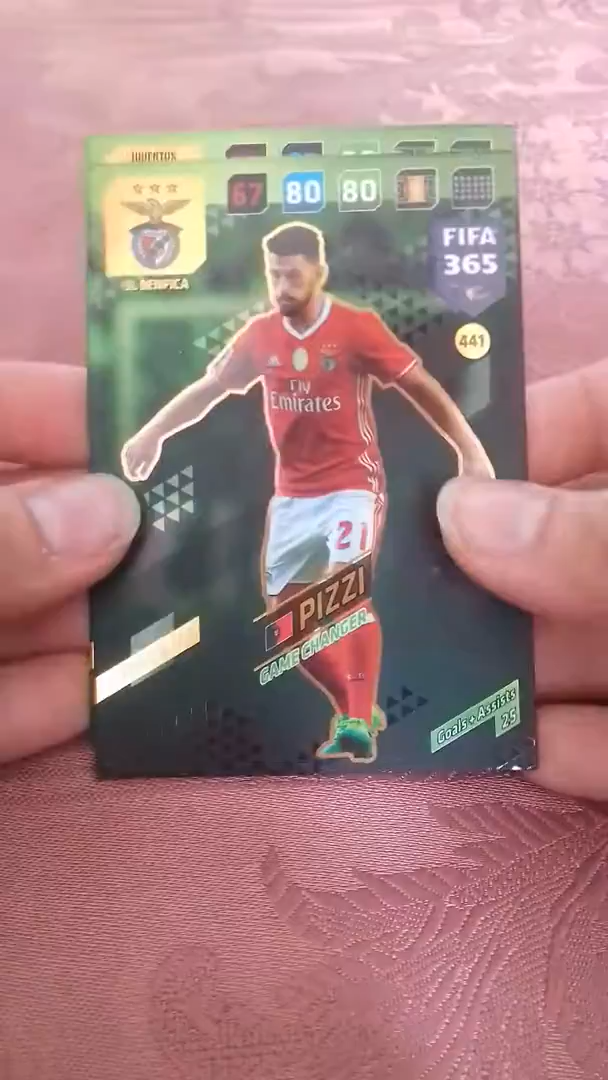 JUVENTUS
67 80 80
SL BENFICA
FIFA
365
441
Fly
Emirates
21
PIZZI
GAME CHANGER
Goals + Assists
25